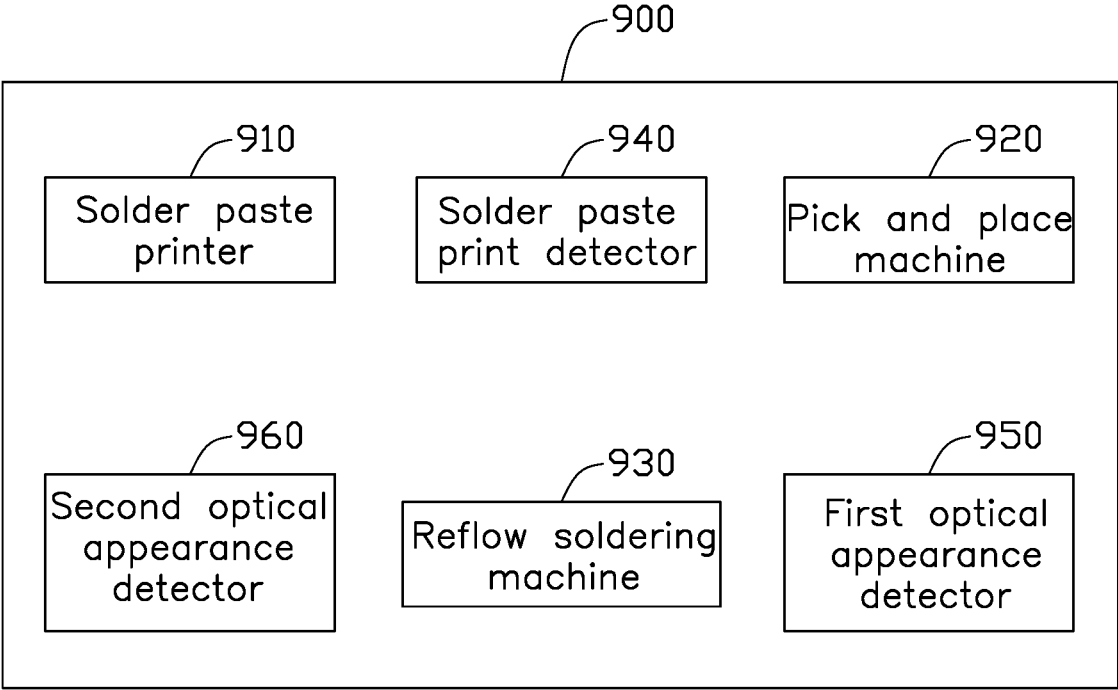 900
910
Solder paste
printer
940
Solder paste
print detector
920
Pick and place
machine
960
Second optical
appearance
detector
930
Reflow soldering
machine
950
First optical
appearance
detector